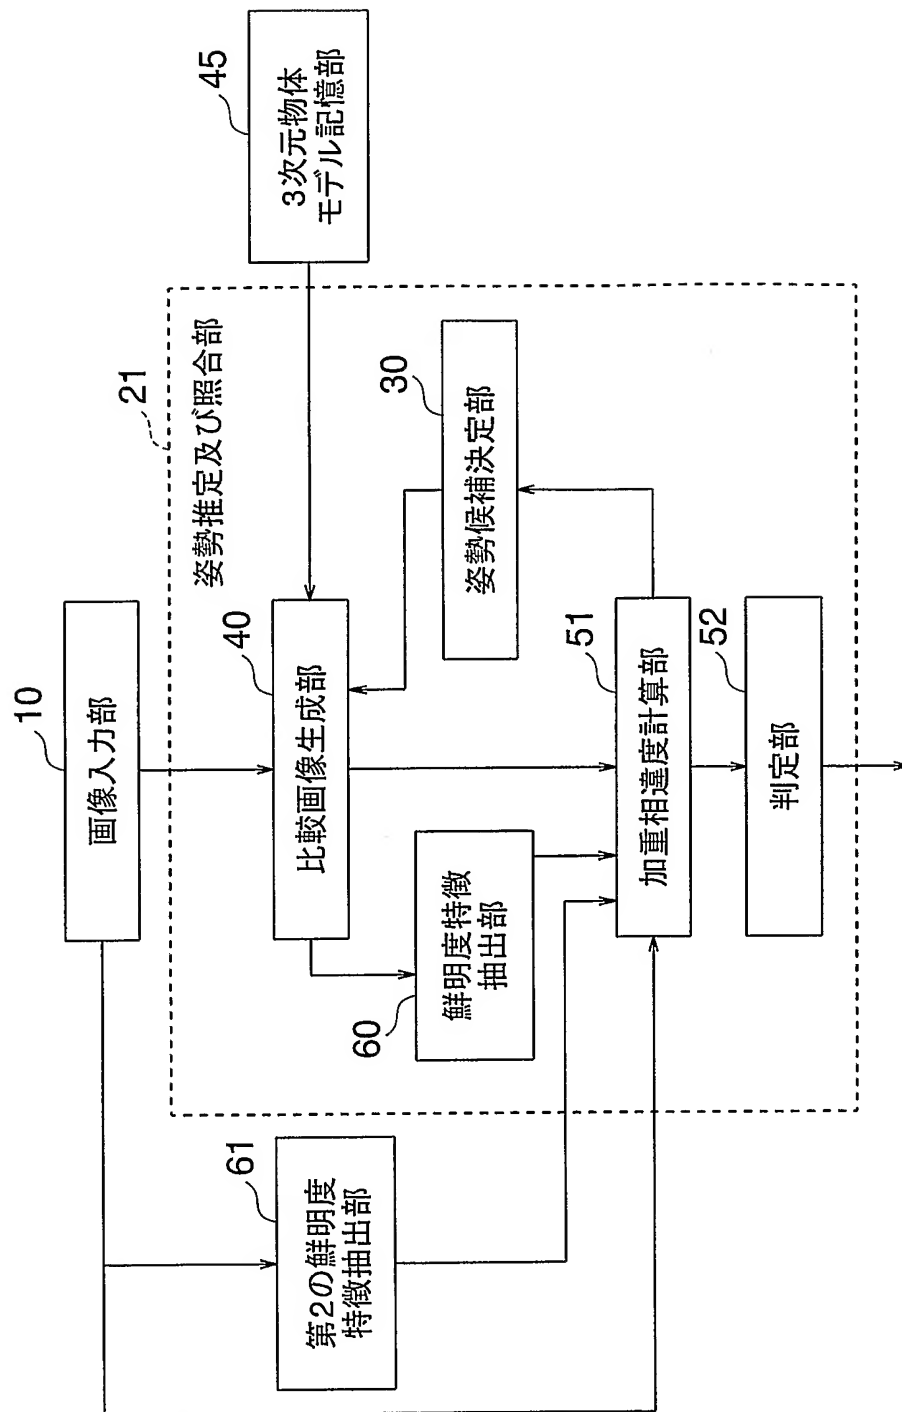 10
画像入力部
45
3次元物体
モデル記憶部
21
姿勢推定及び照合部
40
比較画像生成部
30
姿勢候補決定部
60
鮮明度特徴
抽出部
61
第2の鮮明度
特徴抽出部
51
加重相違度計算部
52
判定部